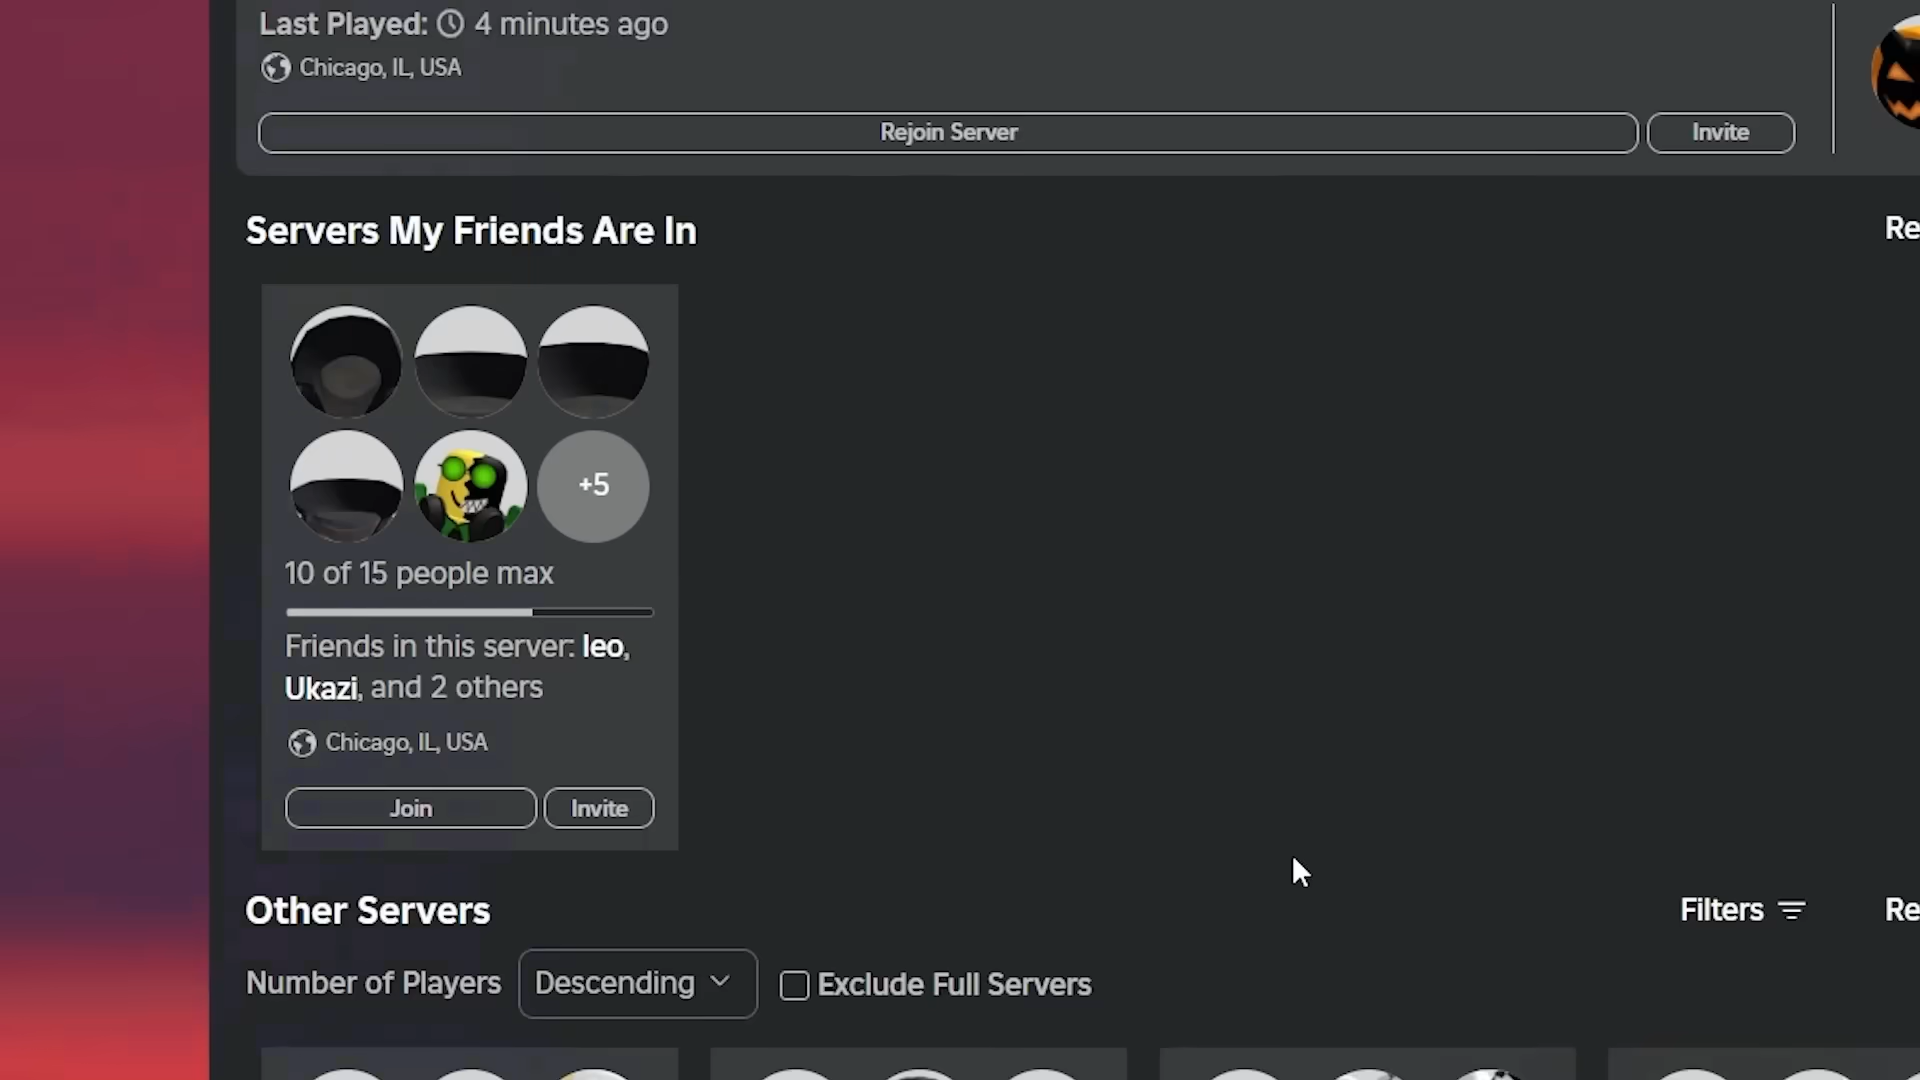 Last Played: 4 minutes ago
Chicago, IL, USA
Rejoin Server
Invite
Servers My Friends Are In
Re
+5
10 of 15 people max
Friends in this server: leo,
Ukazi, and 2 others
Chicago, IL, USA
Join
Invite
Other Servers
Filters
Re
Number of Players
Descending
Exclude Full Servers